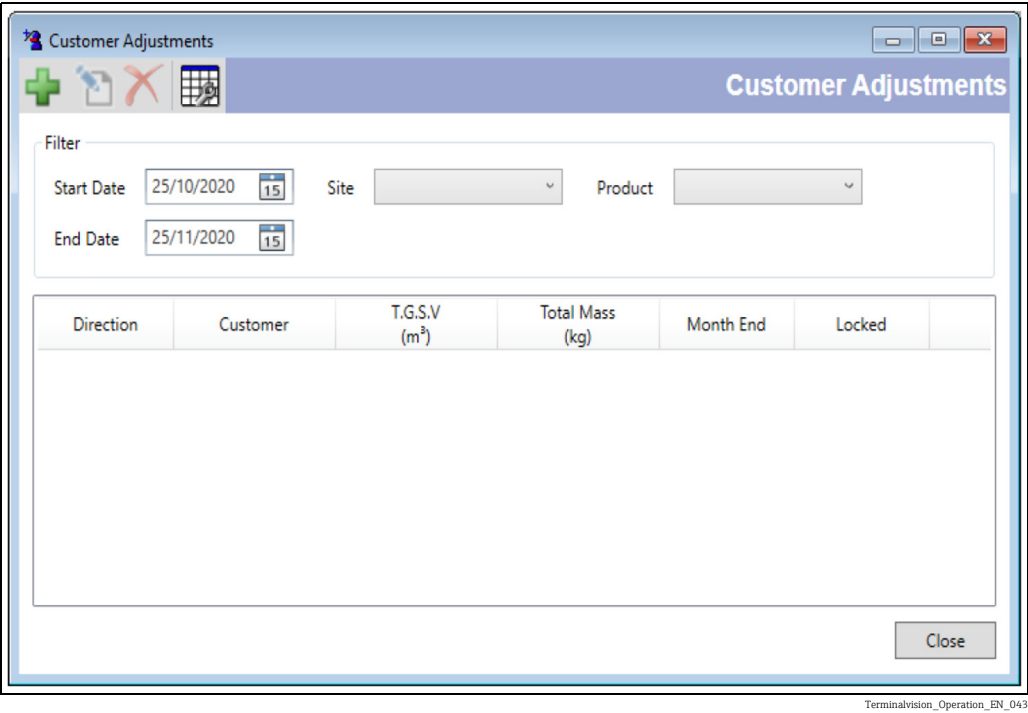 Customer Adjustments
Customer Adjustments
Filter
Start Date 25/10/2020 15 Site Product
End Date 25/11/2020 15
Direction Customer T.G.S.V (m³) Total Mass (kg) Month End Locked
Close
Terminalvision_Operation_EN_043